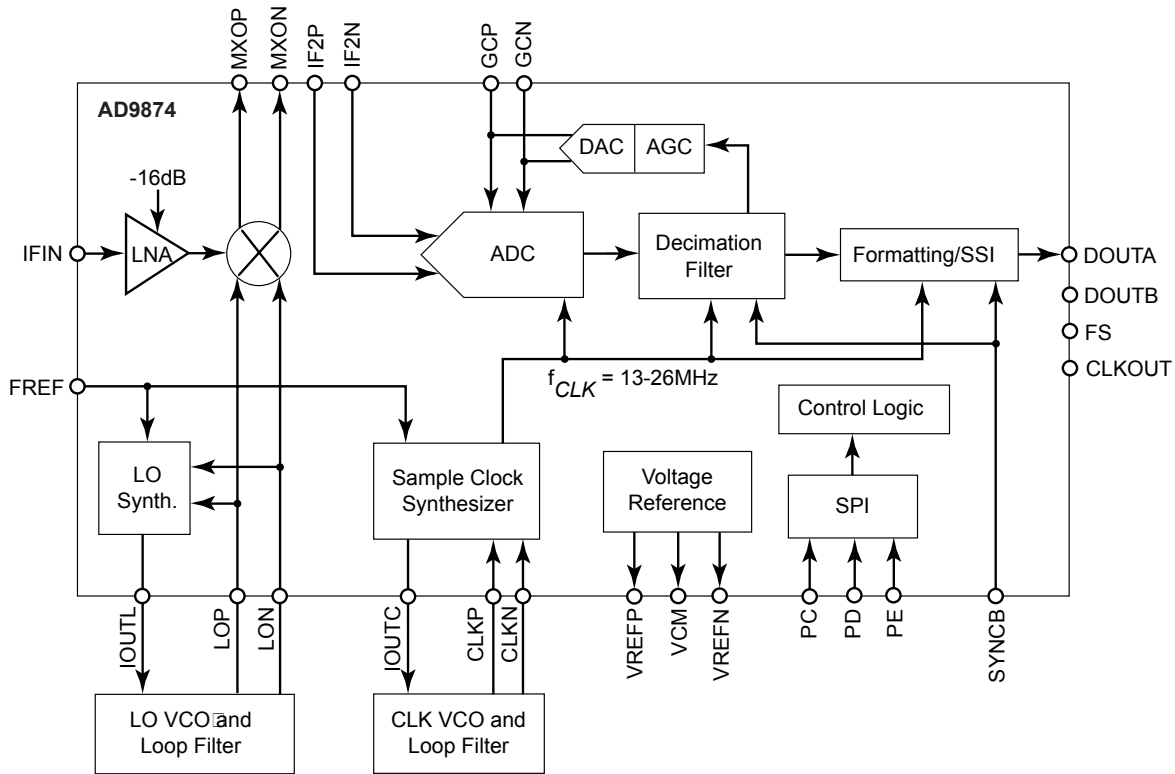 MXOP
MXON
IF2P
IF2N
GCP
GCN
AD9874
DAC
AGC
-16dB
IFIN
LNA
ADC
Decimation
Filter
Formatting/SSI
DOUTA
DOUTB
FS
CLKOUT
FREF
fCLK = 13-26MHz
Control Logic
LO
Synth.
Sample Clock
Synthesizer
Voltage
Reference
SPI
IOUTL
LOP
LON
IOUTC
CLKP
CLKN
VREFP
VCM
VREFN
PC
PD
PE
SYNCB
LO VCO and
Loop Filter
CLK VCO and
Loop Filter